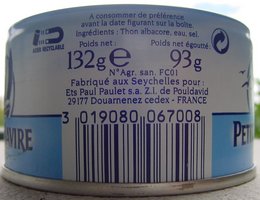 A consommer de préférence
avant la date figurant sur la boîte.
Ingrédients : Thon albacore, eau, sel.
ACIER RECYCLABLE
Poids net: Poids net égoutté:
132g e 93g
N°Agr. san. FC01
Fabriqué aux Seychelles pour :
Ets Paul Paulet s.a. Z.I. de Pouldavid
29177 Douarnenez cedex - FRANCE
3 019080 067008